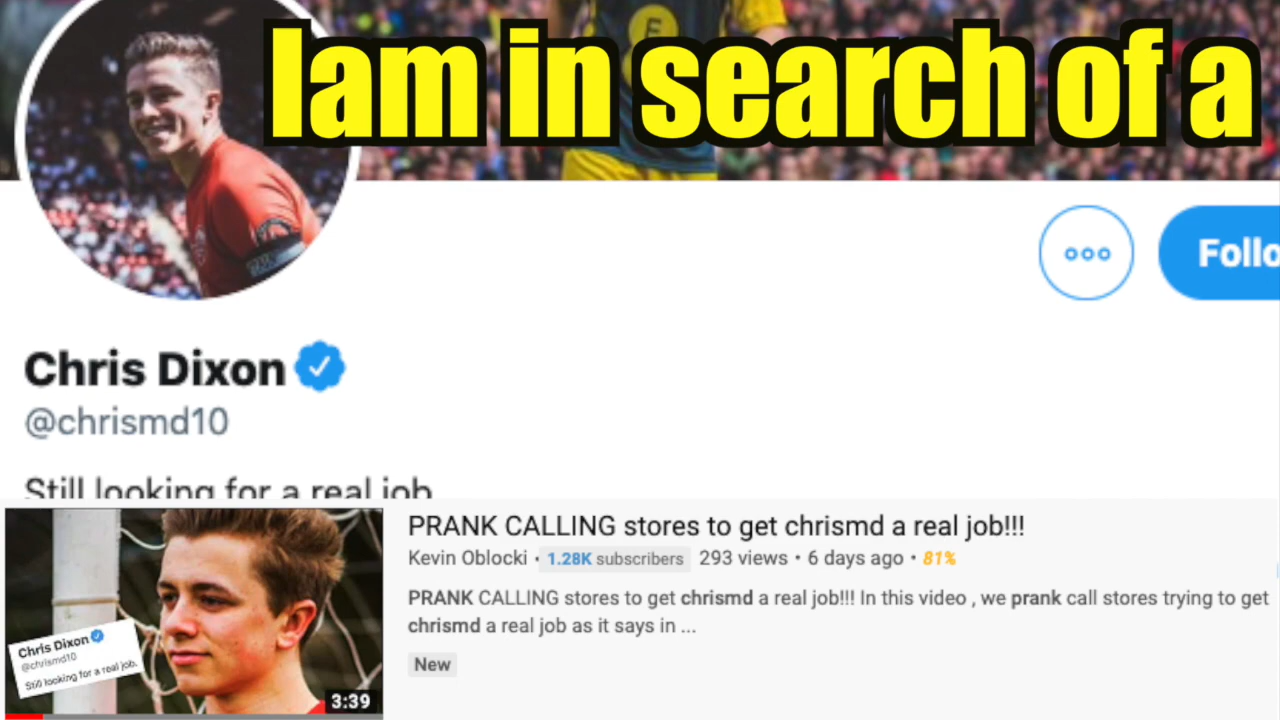 Iam in search of a
Follo
Chris Dixon
@chrismd10
Still looking for a real job
PRANK CALLING stores to get chrismd a real job!!!
Kevin Oblocki · 1.28K subscribers 293 views • 6 days ago • 81%
PRANK CALLING stores to get chrismd a real job!!! In this video , we prank call stores trying to get
chrismd a real job as it says in ...
New
Chris Dixon
@chrismd10
Still looking for a real job.
3:39